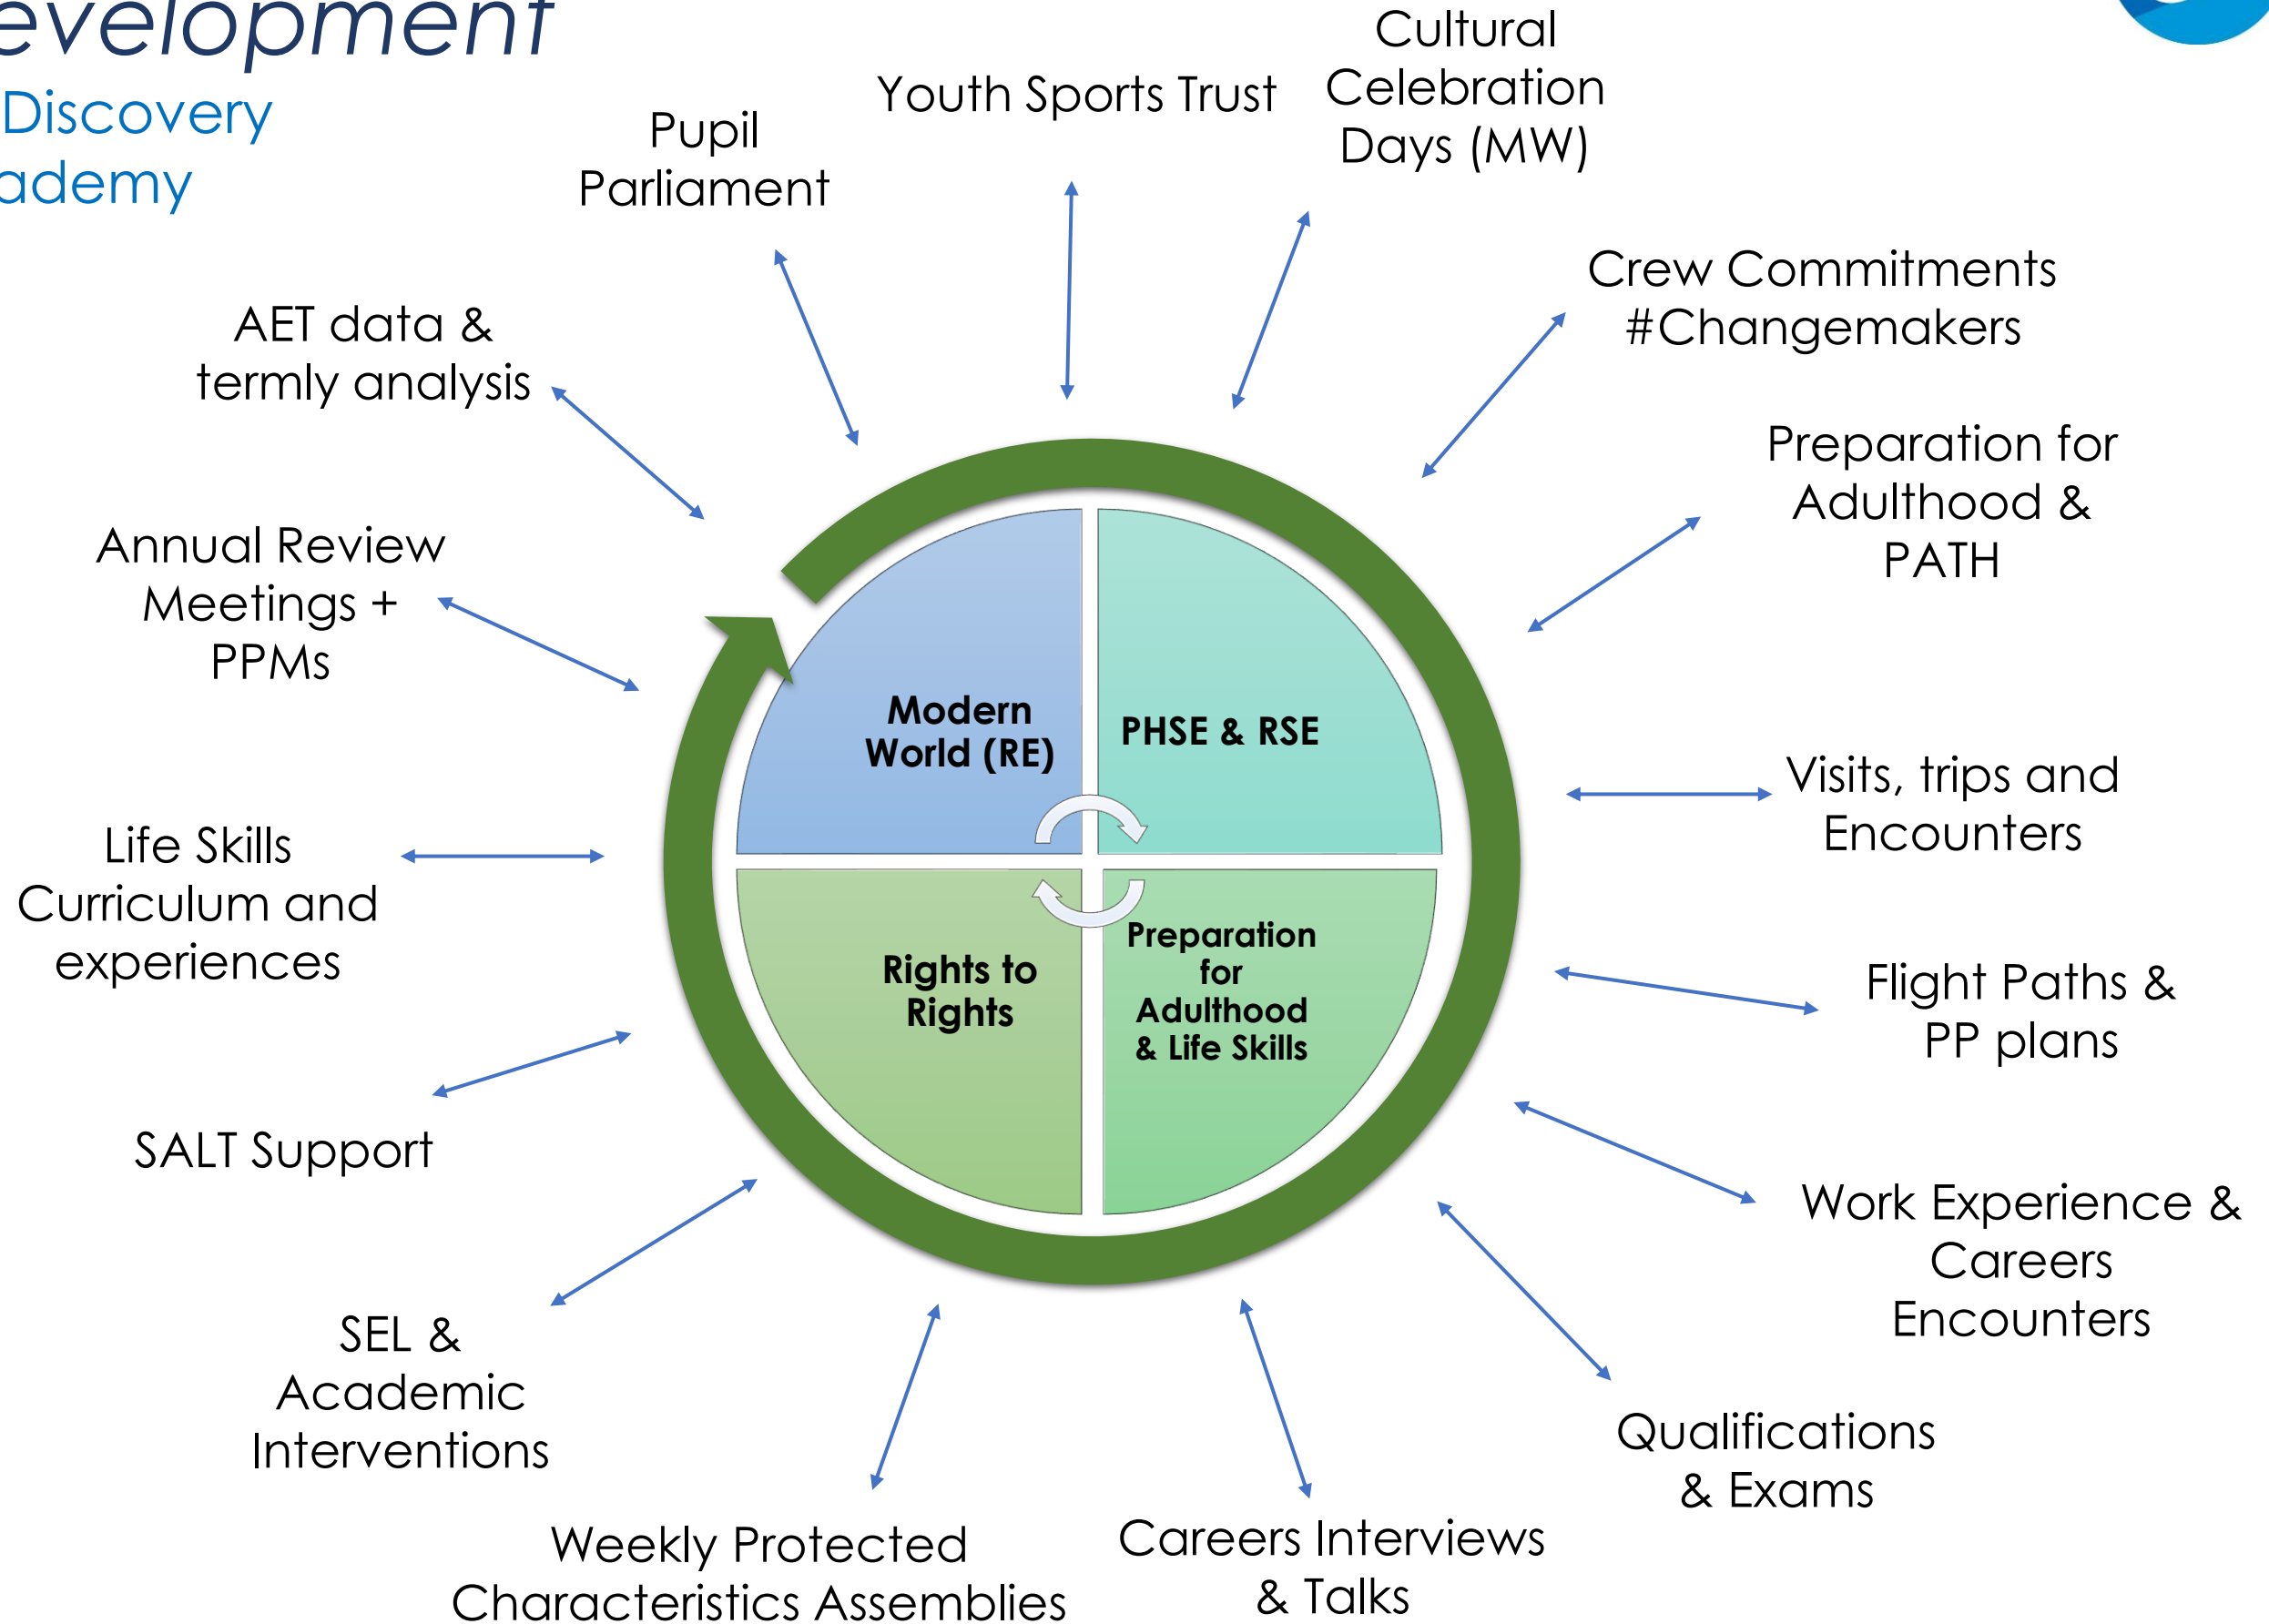 evelopment
Discovery
ademy
Pupil
Parliament
Youth Sports Trust
Cultural
Celebration
Days (MW)
Crew Commitments
#Changemakers
Preparation for
Adulthood &
PATH
Visits, trips and
Encounters
Flight Paths &
PP plans
Work Experience &
Careers
Encounters
Qualifications
& Exams
Careers Interviews
& Talks
Weekly Protected
Characteristics Assemblies
SEL &
Academic
Interventions
SALT Support
Life Skills
Curriculum and
experiences
Annual Review
Meetings +
PPMs
AET data &
termly analysis
Modern
World (RE)
PHSE & RSE
Rights to
Rights
Preparation
for
Adulthood
& Life Skills